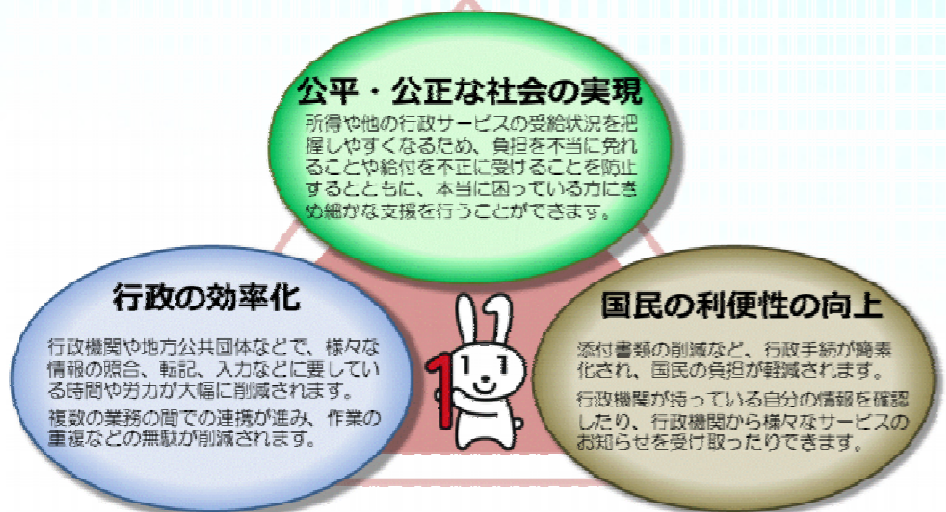 公平・公正な社会の実現
所得や他の行政サービスの受給状況を把
握しやすくなるため、負担を不当に免れ
ることや給付を不正に受けることを防止
するとともに、本当に困っている方にき
め細かな支援を行うことができます。
行政の効率化
行政機関や地方公共団体などで、様々な
情報の照合、転記、入力などに要してい
る時間や労力が大幅に削減されます。
複数の業務の間での連携が進み、作業の
重複などの無駄が削減されます。
1
国民の利便性の向上
添付書類の削減など、行政手続が簡素
化され、国民の負担が軽減されます。
行政機関が持っている自分の情報を確認
したり、行政機関から様々なサービスの
お知らせを受け取ったりできます。